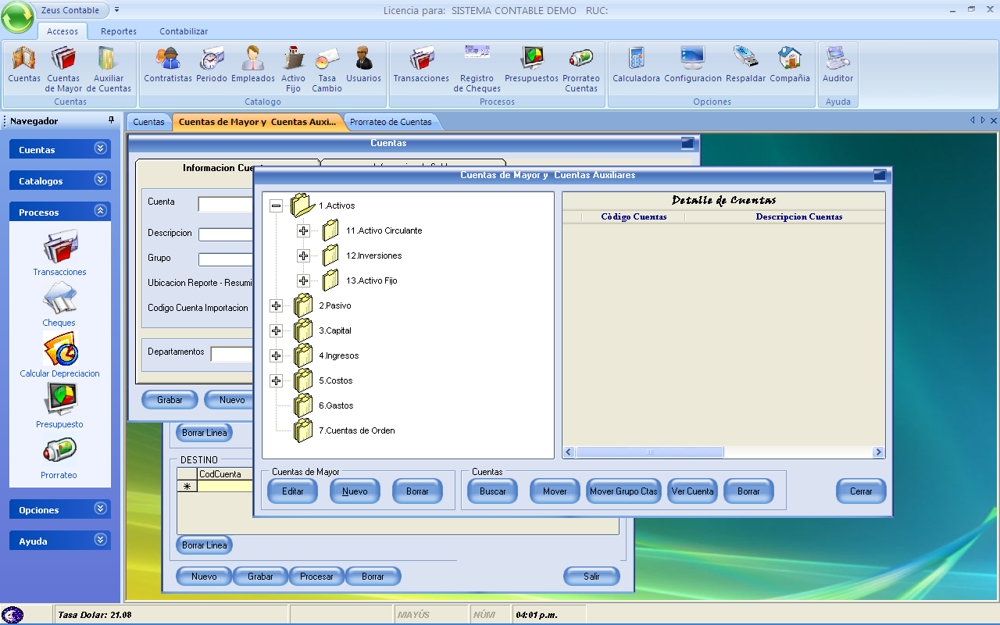 Zeus Contable
Licencia para: SISTEMA CONTABLE DEMO RUC:
Accesos Reportes Contabilizar
Cuentas
Cuentas de Mayor
Auxiliar de Cuentas
Contratistas
Periodo
Empleados
Activo Fijo
Tasa Cambio
Usuarios
Transacciones
Registro de Cheques
Presupuestos
Prorrateo Cuentas
Calculadora
Configuracion
Respaldar
Compañia
Auditor
Cuentas Catalogo Procesos Opciones Ayuda
Navegador
Cuentas
Catalogos
Procesos
Transacciones
Cheques
Calcular Depreciacion
Presupuesto
Prorrateo
Opciones
Ayuda
Cuentas
Cuentas de Mayor y Cuentas Auxi...
Prorrateo de Cuentas
Cuentas
Informacion
Cuenta
Descripcion
Grupo
Ubicacion Reporte - Resumi
Codigo Cuenta Importacion
Departamentos
Grabar
Nuevo
Borrar Linea
DESTINO
CodCuenta
Borrar Linea
Nuevo
Grabar
Procesar
Borrar
Salir
Cuentas de Mayor y Cuentas Auxiliares
1.Activos
11.Activo Circulante
12.Inversiones
13.Activo Fijo
2.Pasivo
3.Capital
4.Ingresos
5.Costos
6.Gastos
7.Cuentas de Orden
Detalle de Cuentas
Còdigo Cuentas Descripcion Cuentas
Cuentas de Mayor
Editar
Nuevo
Borrar
Cuentas
Buscar
Mover
Mover Grupo Ctas
Ver Cuenta
Borrar
Cerrar
Tasa Dolar: 21.08
MAYÚS
NÚM
04:01 p.m.